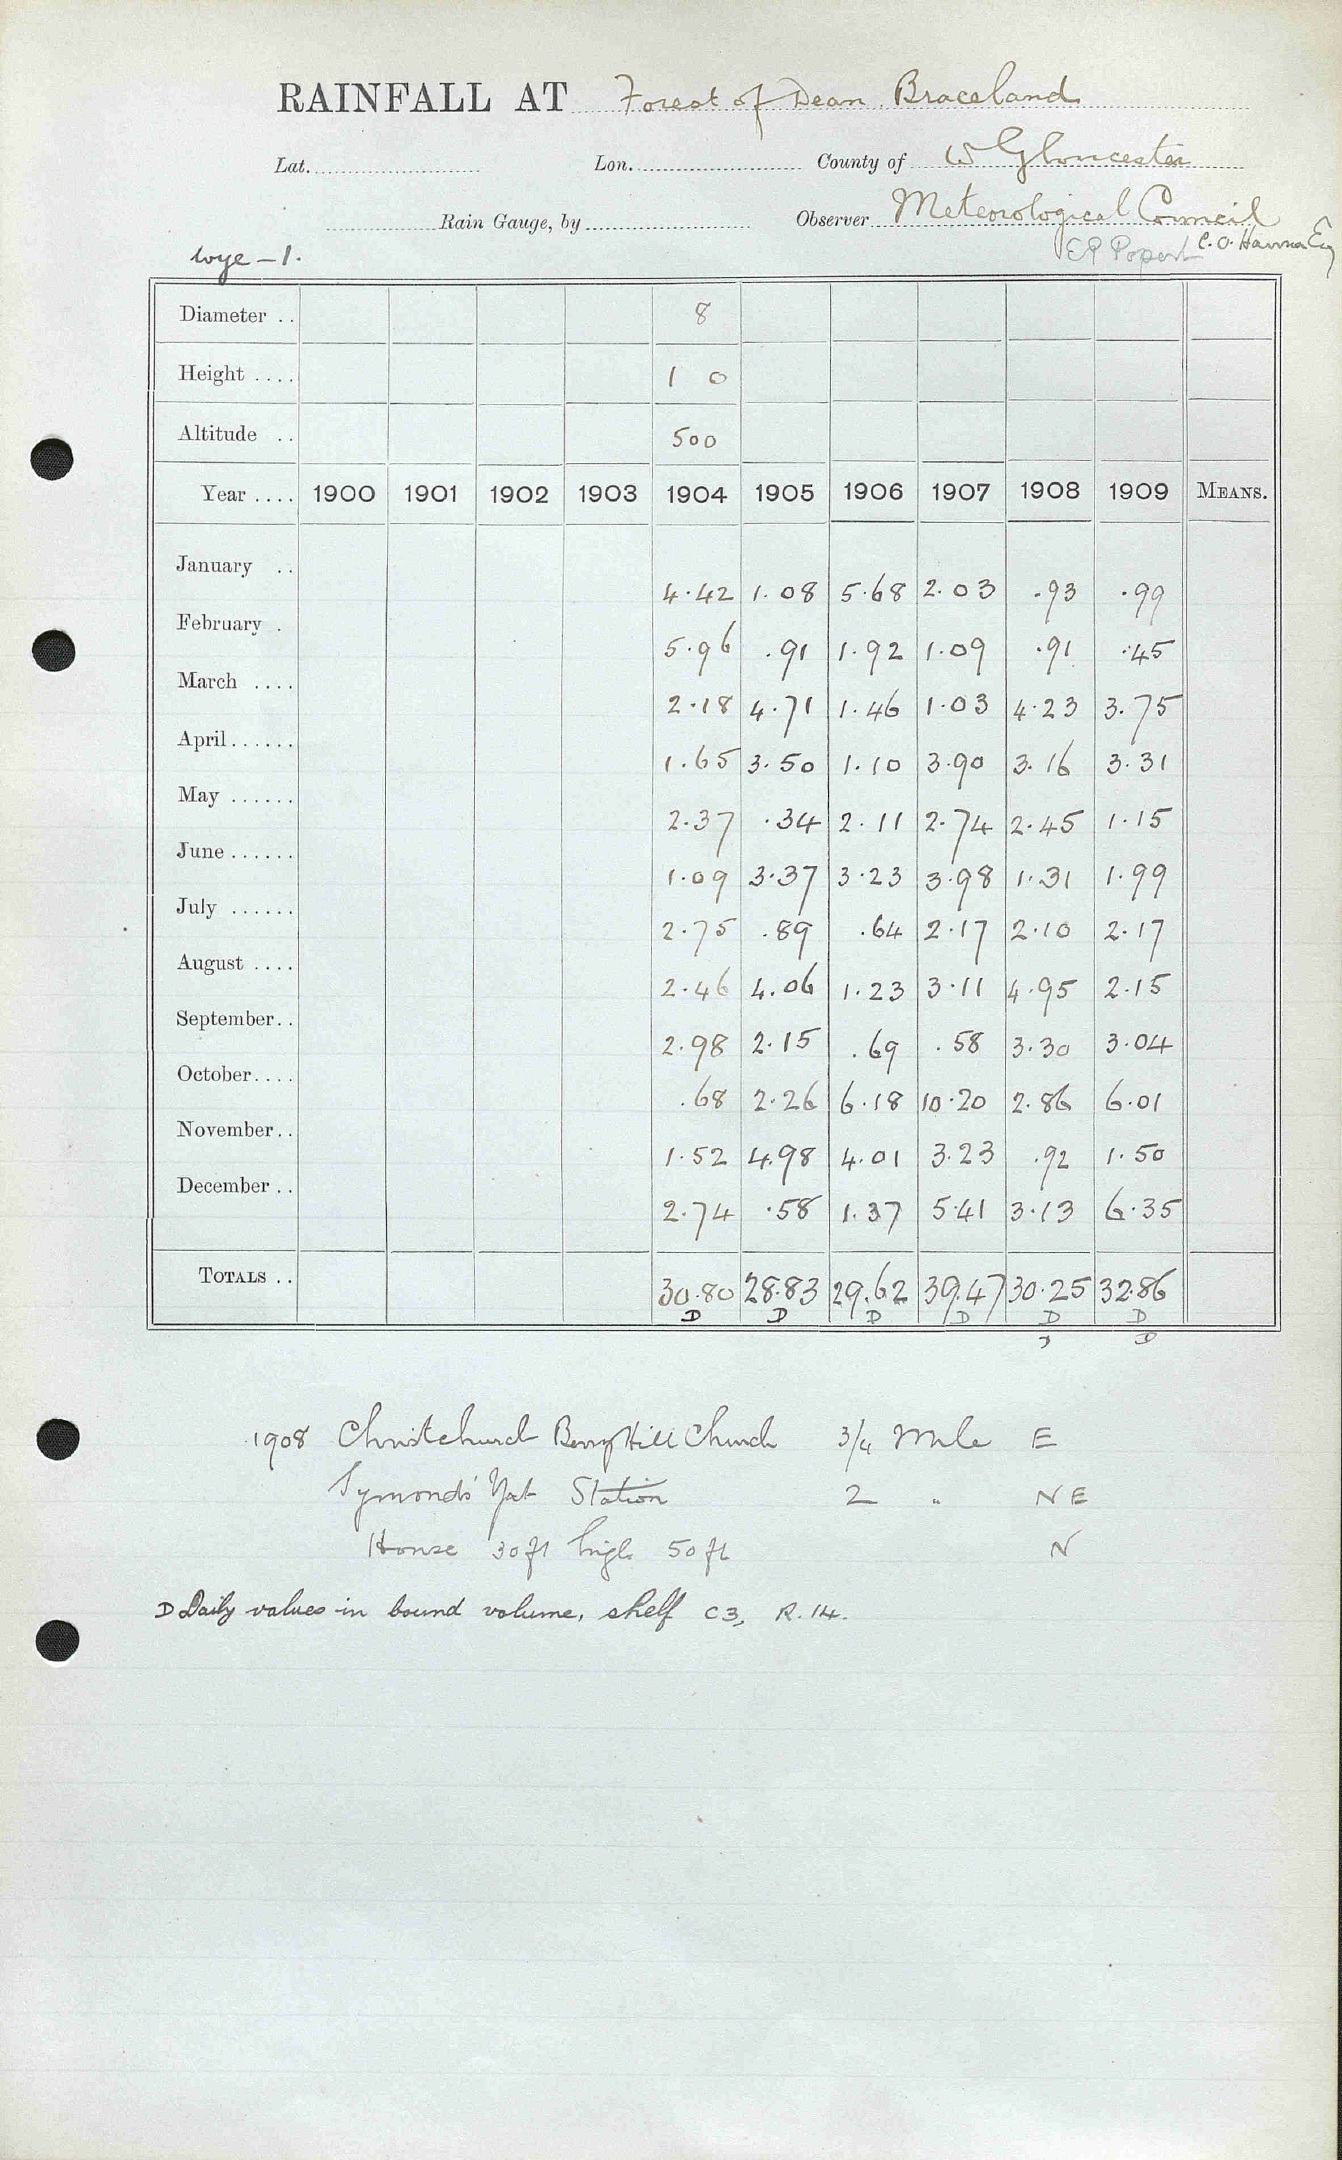 RAINFALL AT Forest of Dean Braceland
Lat. Lon. County of W Gloucester
Rain Gauge, by Observer Meteorological Council
Wye - 1. E P Popert C. O. Hanson Esq
Diameter 8
Height 1 0
Altitude 500
Year 1900 1901 1902 1903 1904 1905 1906 1907 1908 1909 MEANS.
January 4.42 1.08 5.68 2.03 .93 .99
February 5.96 .91 1.92 1.09 .91 .45
March 2.18 4.71 1.46 1.03 4.23 3.75
April 1.65 3.50 1.10 3.90 3.16 3.31
May 2.37 .34 2.11 2.74 2.45 1.15
June 1.09 3.37 3.23 3.98 1.31 1.99
July 2.75 .89 .64 2.17 2.10 2.17
August 2.46 4.06 1.23 3.11 4.95 2.15
September 2.98 2.15 .69 .58 3.30 3.04
October .68 2.26 6.18 10.20 2.86 6.01
November 1.52 4.98 4.01 3.23 .92 1.50
December 2.74 .58 1.37 5.41 3.13 6.35
TOTALS 30.80 28.83 29.62 39.47 30.25 32.86
D D D D D D
D D
1908 Christchurch Berry Hill Church 3/4 Mile E
Symonds' Yat Station 2 " NE
House 30 ft high 50 ft N
D Daily values in bound volume, shelf C3, R.14.